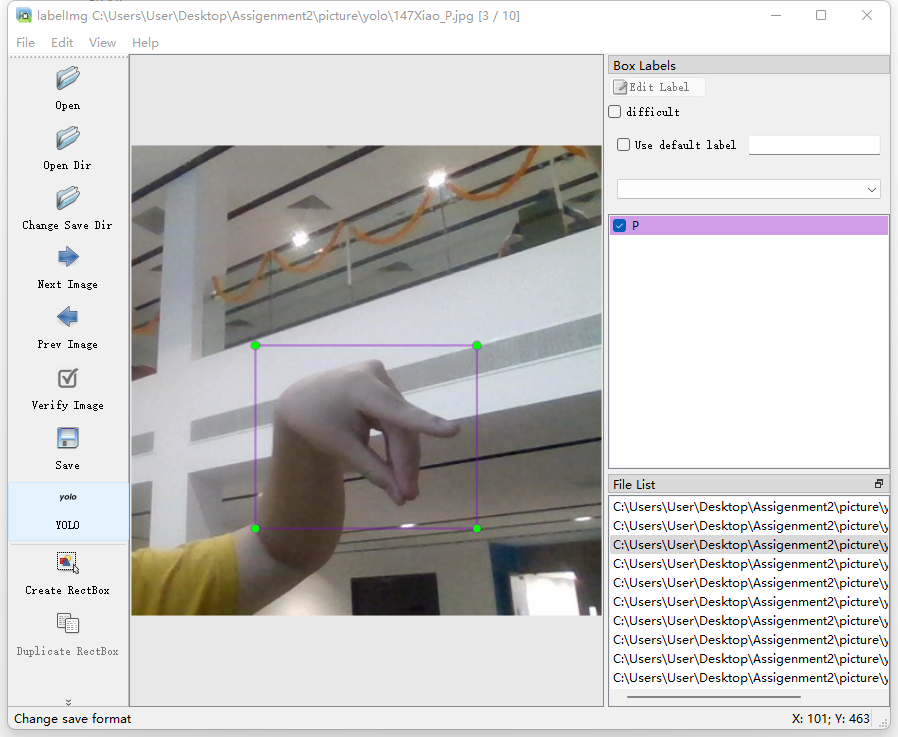 labelImg C:\Users\User\Desktop\Assigenment2\picture\yolo\147Xiao_P.jpg [3 / 10]
File Edit View Help
Open
Open Dir
Change Save Dir
Next Image
Prev Image
Verify Image
Save
yolo
YOLO
Create RectBox
Duplicate RectBox
Box Labels
Edit Label
difficult
Use default label
P
File List
C:\Users\User\Desktop\Assigenment2\picture\y
C:\Users\User\Desktop\Assigenment2\picture\y
C:\Users\User\Desktop\Assigenment2\picture\y
C:\Users\User\Desktop\Assigenment2\picture\y
C:\Users\User\Desktop\Assigenment2\picture\y
C:\Users\User\Desktop\Assigenment2\picture\y
C:\Users\User\Desktop\Assigenment2\picture\y
C:\Users\User\Desktop\Assigenment2\picture\y
C:\Users\User\Desktop\Assigenment2\picture\y
C:\Users\User\Desktop\Assigenment2\picture\y
Change save format
X: 101; Y: 463